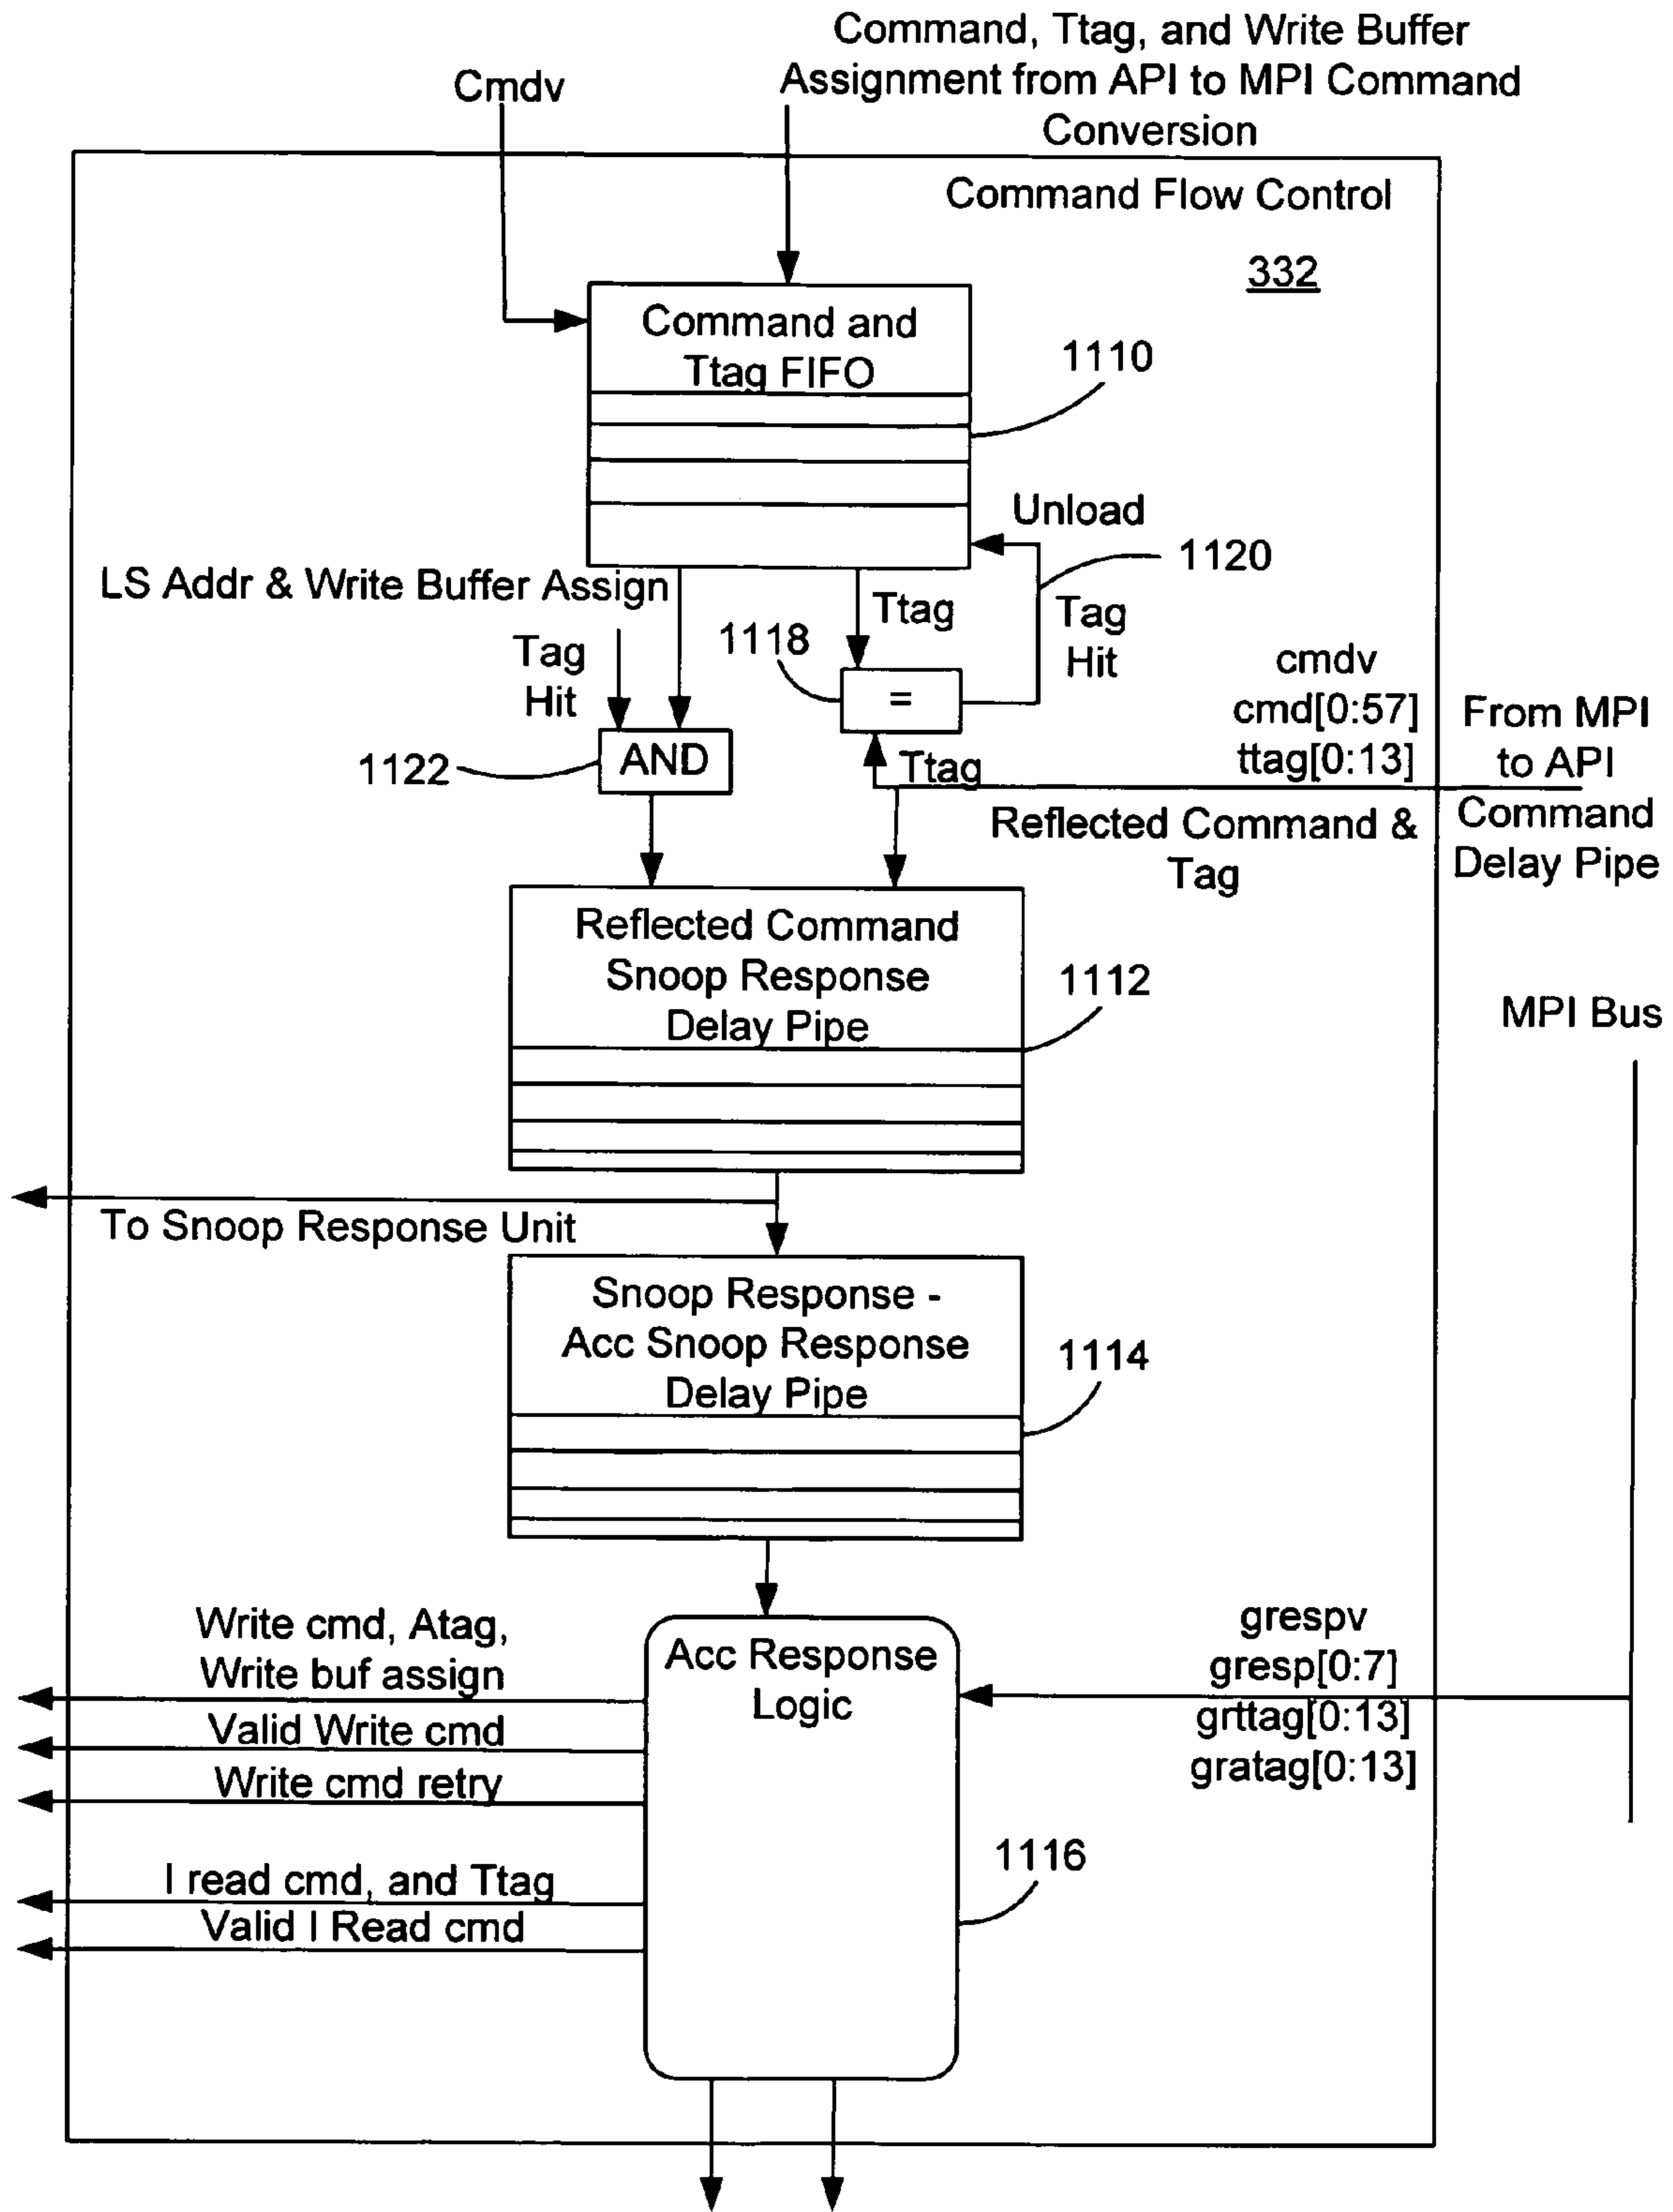 Command, Ttag, and Write Buffer
Assignment from API to MPI Command
Conversion
Cmdv
Command Flow Control
332
Command and
Ttag FIFO
1110
Unload
1120
LS Addr & Write Buffer Assign
Ttag
Tag
Hit
1118
Tag
Hit
=
cmdv
cmd[0:57]
ttag[0:13]
From MPI
to API
Command
Delay Pipe
1122
AND
Ttag
Reflected Command &
Tag
Reflected Command
Snoop Response
Delay Pipe
1112
MPI Bus
To Snoop Response Unit
Snoop Response -
Acc Snoop Response
Delay Pipe
1114
Write cmd, Atag,
Write buf assign
Valid Write cmd
Write cmd retry
I read cmd, and Ttag
Valid I Read cmd
Acc Response
Logic
grespv
gresp[0:7]
grttag[0:13]
gratag[0:13]
1116